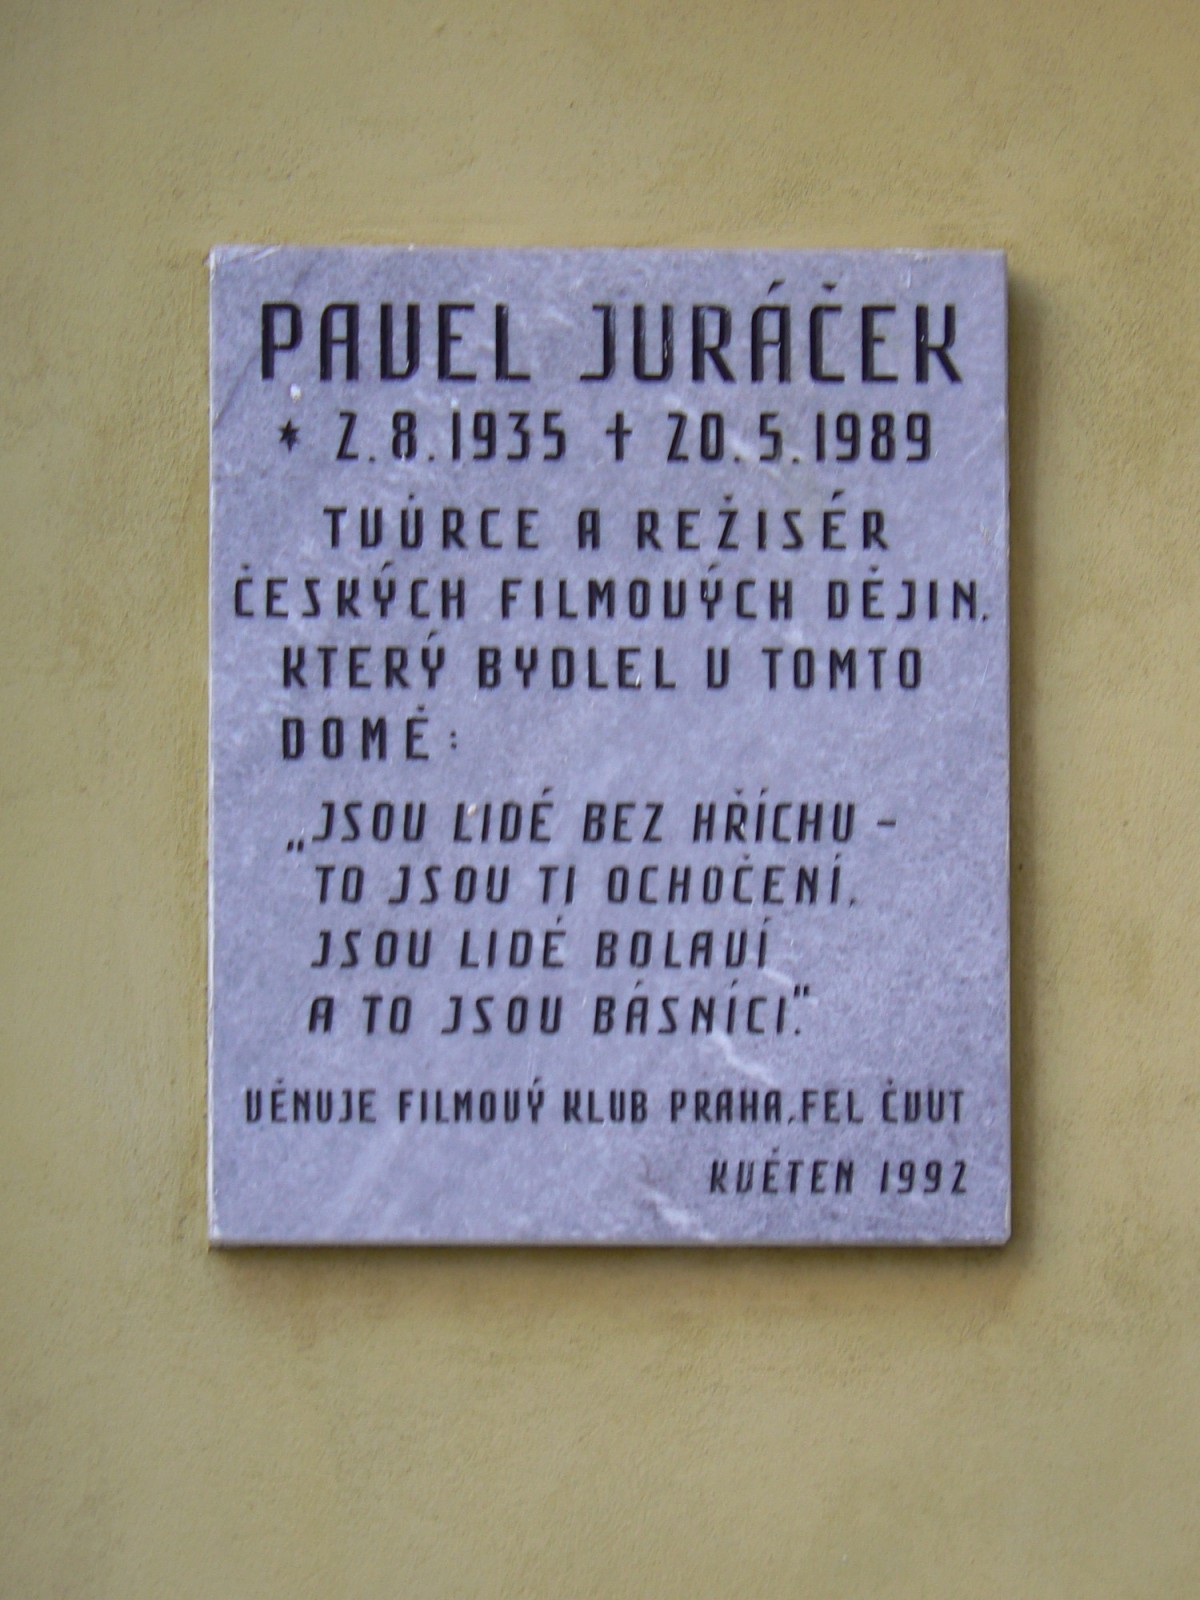 PAVEL JURÁČEK
* 2.8.1935 † 20.5.1989
TVŮRCE A REŽISÉR
ČESKÝCH FILMOVÝCH DĚJIN,
KTERÝ BYDLEL V TOMTO
DOMĚ:
„JSOU LIDÉ BEZ HŘÍCHU –
TO JSOU TI OCHOČENÍ,
JSOU LIDÉ BOLAVÍ
A TO JSOU BÁSNÍCI."
VĚNUJE FILMOVÝ KLUB PRAHA, FEL ČVUT
KVĚTEN 1992